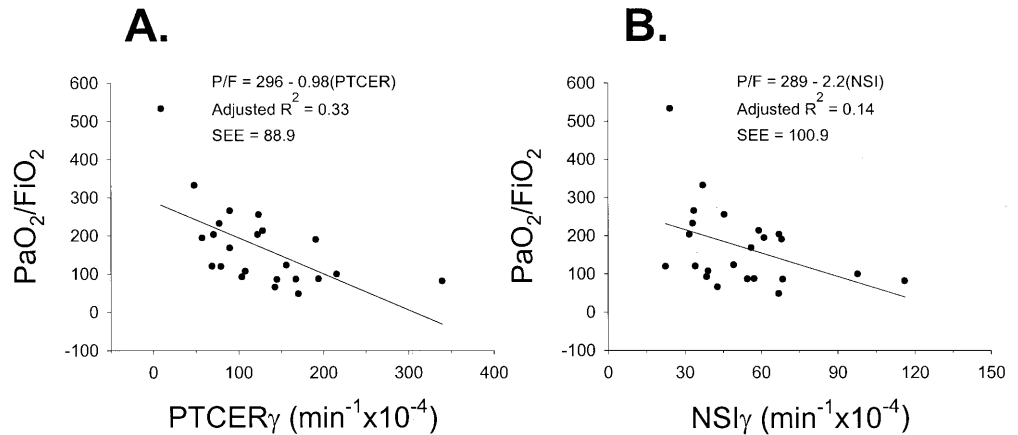 A.
P/F = 296 - 0.98(PTCER)
Adjusted R² = 0.33
SEE = 88.9
PaO₂/FiO₂
600
500
400
300
200
100
0
-100
0 100 200 300 400
PTCERγ (min⁻¹x10⁻⁴)
B.
P/F = 289 - 2.2(NSI)
Adjusted R² = 0.14
SEE = 100.9
PaO₂/FiO₂
600
500
400
300
200
100
0
-100
0 30 60 90 120 150
NSIγ (min⁻¹x10⁻⁴)